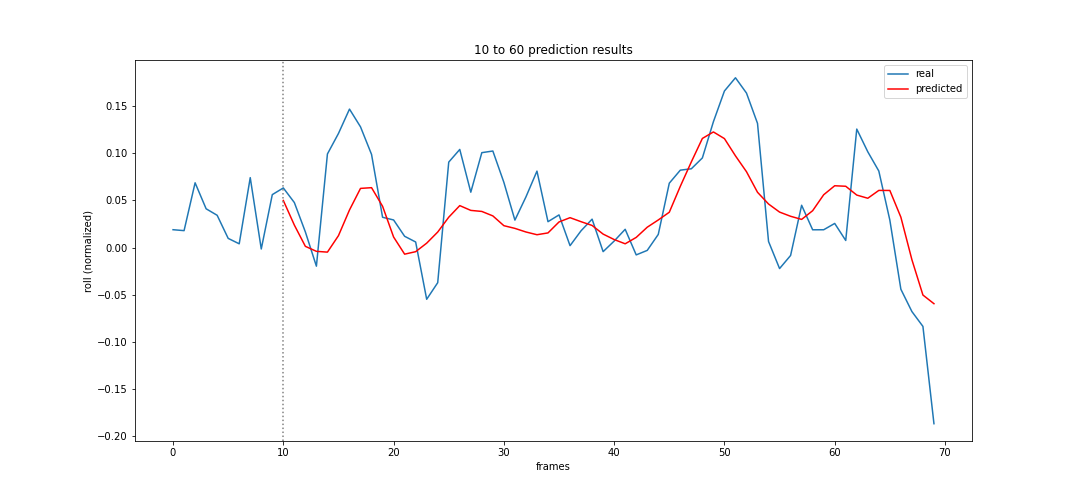 10 to 60 prediction results
real
predicted
roll (normalized)
0.15
0.10
0.05
0.00
−0.05
−0.10
−0.15
−0.20
0 10 20 30 40 50 60 70
frames